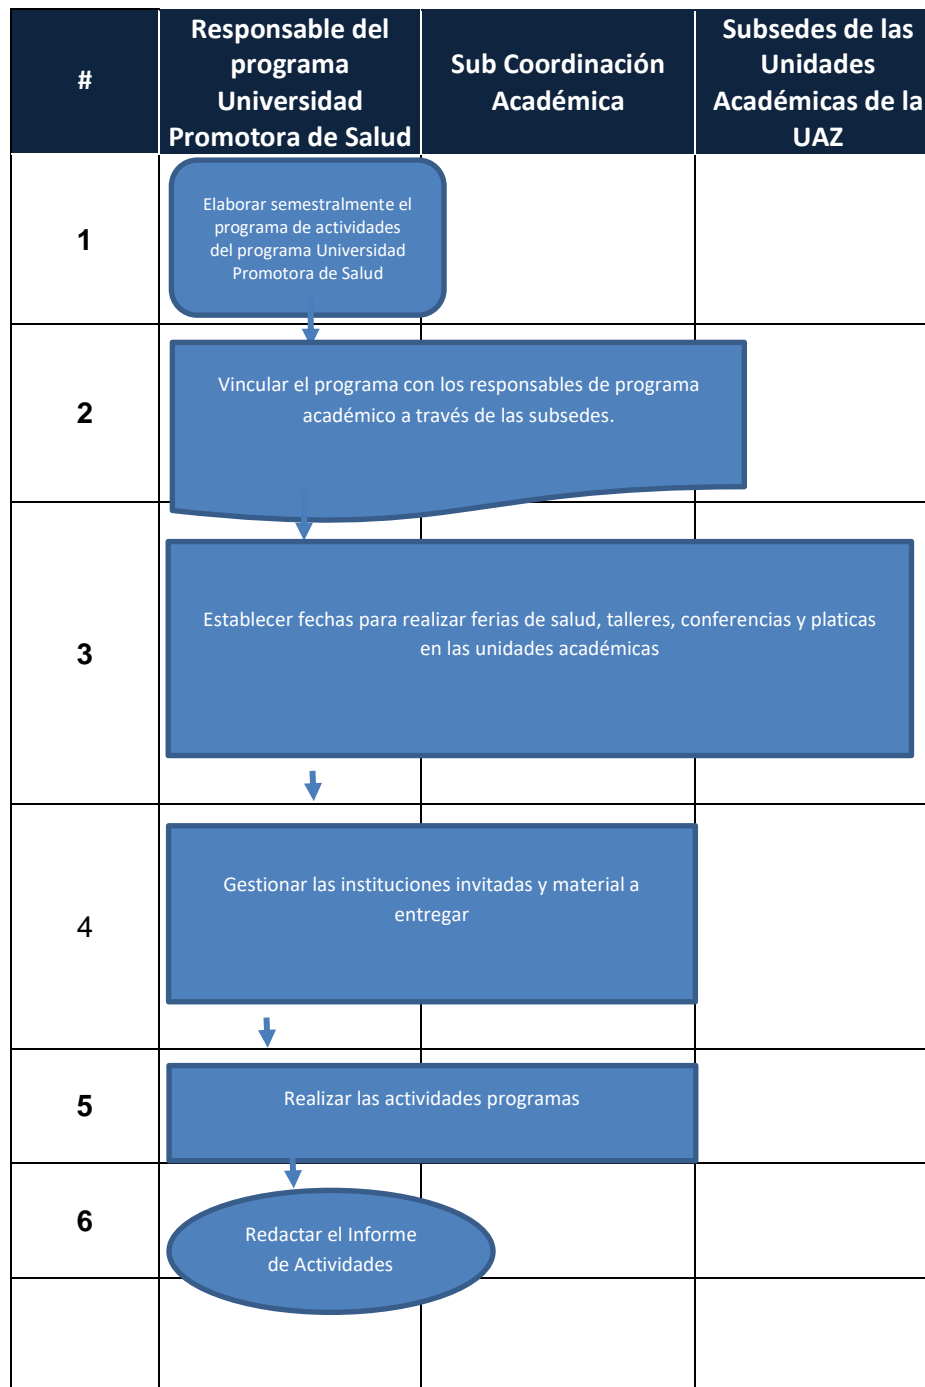 #
Responsable del
programa
Universidad
Promotora de Salud
Sub Coordinación
Académica
Subsedes de las
Unidades
Académicas de la
UAZ
1
Elaborar semestralmente el
programa de actividades
del programa Universidad
Promotora de Salud
2
Vincular el programa con los responsables de programa
académico a través de las subsedes.
3
Establecer fechas para realizar ferias de salud, talleres, conferencias y platicas
en las unidades académicas
4
Gestionar las instituciones invitadas y material a
entregar
5
Realizar las actividades programas
6
Redactar el Informe
de Actividades